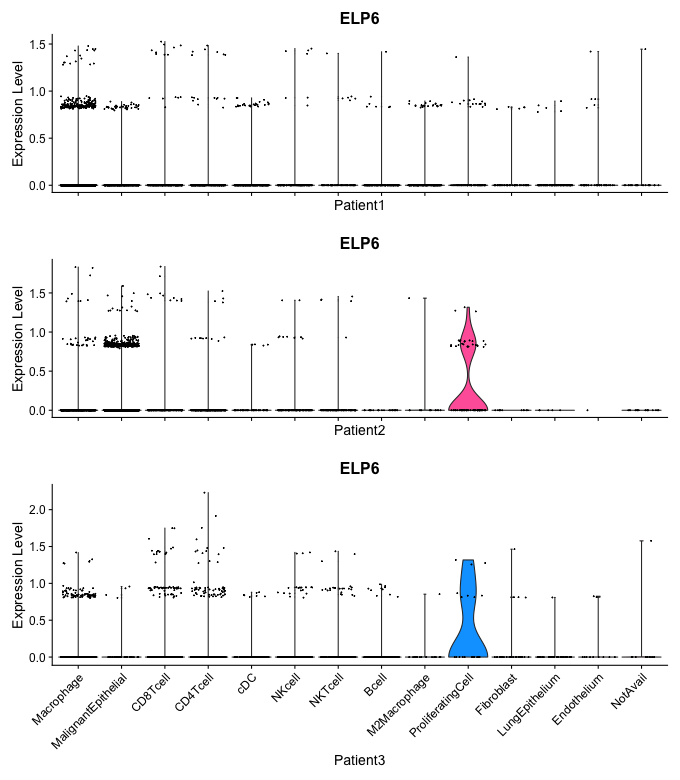 ELP6
Expression Level
1.5
1.0
0.5
0.0
Patient1
ELP6
Expression Level
1.5
1.0
0.5
0.0
Patient2
ELP6
Expression Level
2.0
1.5
1.0
0.5
0.0
Macrophage
MalignantEpithelial
CD8Tcell
CD4Tcell
cDC
NKcell
NKTcell
Bcell
M2Macrophage
ProliferatingCell
Fibroblast
LungEpithelium
Endothelium
NotAvail
Patient3